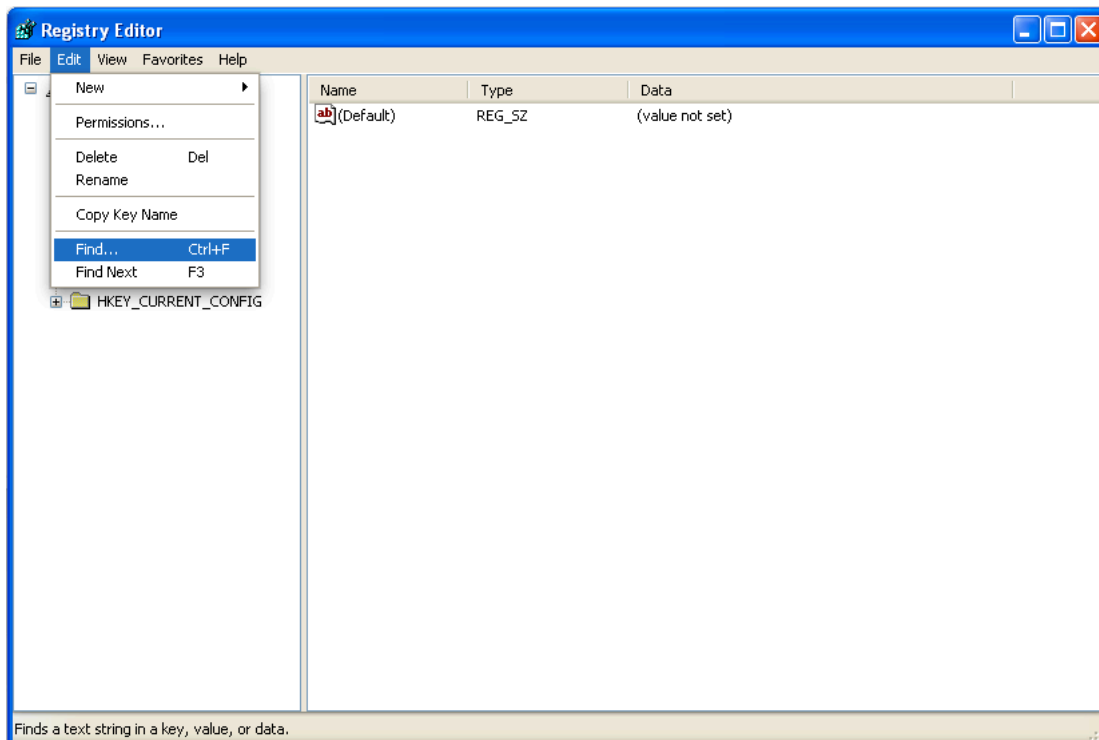 Registry Editor
File Edit View Favorites Help
New
Permissions...
Delete Del
Rename
Copy Key Name
Find... Ctrl+F
Find Next F3
HKEY_CURRENT_CONFIG
Name Type Data
ab (Default) REG_SZ (value not set)
Finds a text string in a key, value, or data.